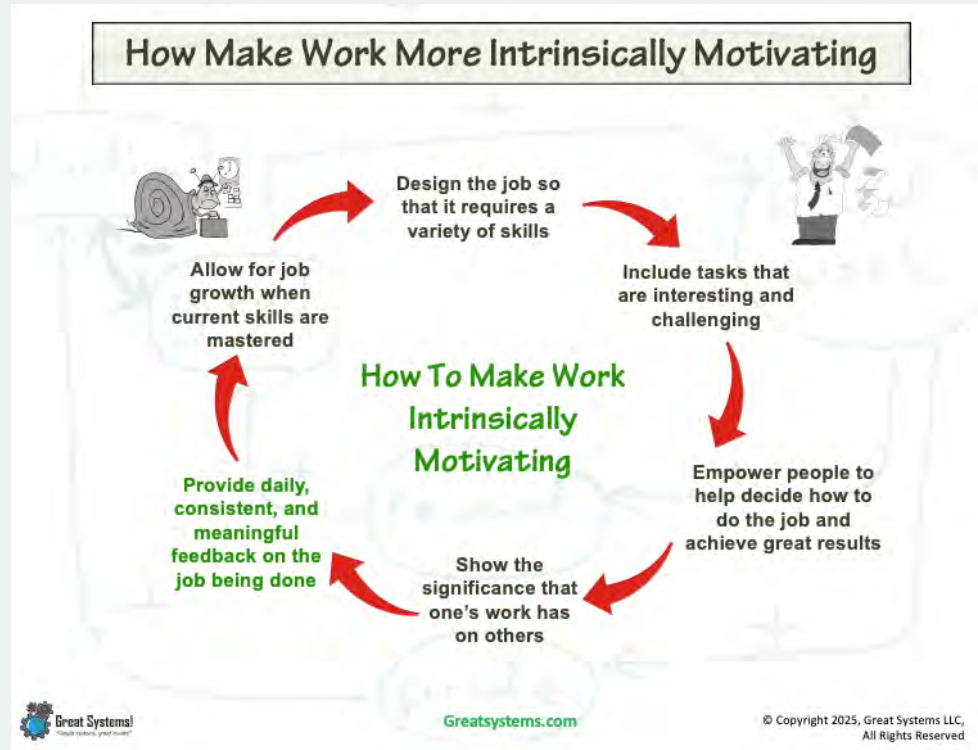 How Make Work More Intrinsically Motivating
Design the job so
that it requires a
variety of skills
Include tasks that
are interesting and
challenging
Empower people to
help decide how to
do the job and
achieve great results
Show the
significance that
one's work has
on others
Provide daily,
consistent, and
meaningful
feedback on the
job being done
Allow for job
growth when
current skills are
mastered
How To Make Work
Intrinsically
Motivating
Great Systems!
Greatsystems.com
© Copyright 2025, Great Systems LLC,
All Rights Reserved